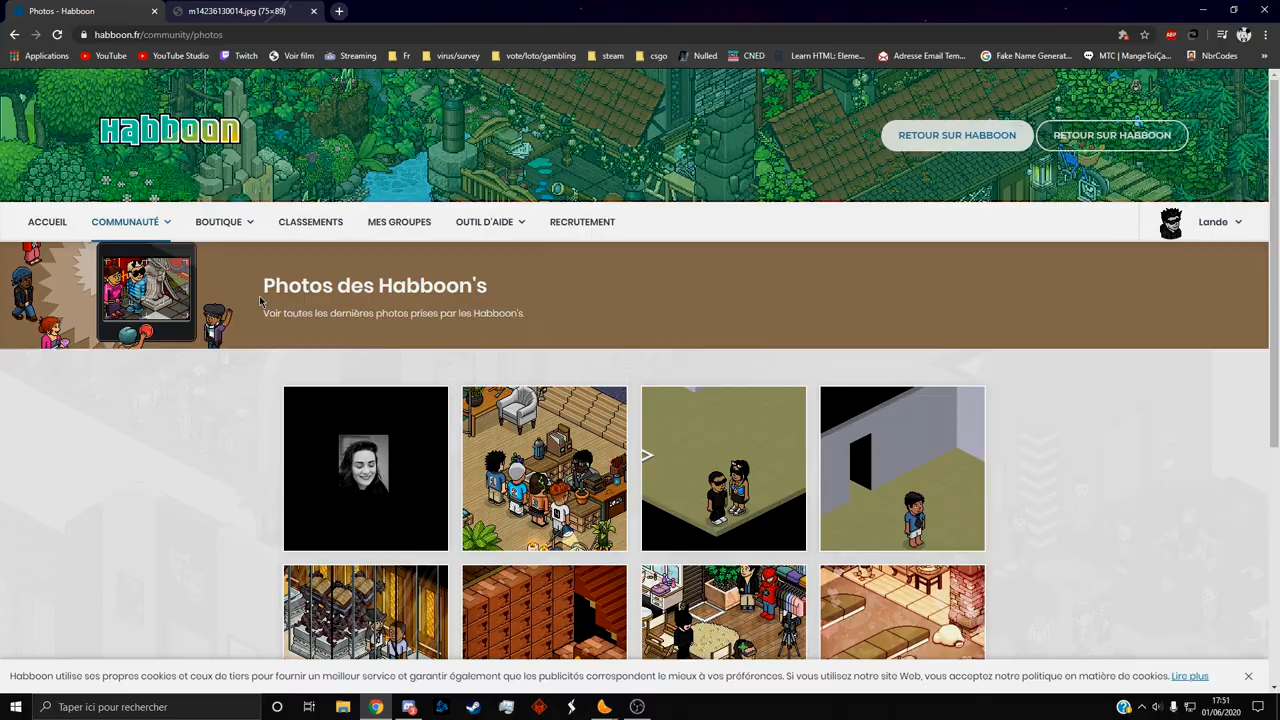 Photos - Habboon
m14236130014.jpg (75×89)
habboon.fr/community/photos
Applications YouTube YouTube Studio Twitch Voir film Streaming Fr virus/survey vote/loto/gambling steam csgo Nulled CNED Learn HTML: Eleme... Adresse Email Tem... Fake Name Generat... MTC | MangeToiÇa... NbrCodes
Habboon
RETOUR SUR HABBOON RETOUR SUR HABBOON
ACCUEIL COMMUNAUTÉ BOUTIQUE CLASSEMENTS MES GROUPES OUTIL D'AIDE RECRUTEMENT Lande
Photos des Habboon's
Voir toutes les dernières photos prises par les Habboon's.
Habboon utilise ses propres cookies et ceux de tiers pour fournir un meilleur service et garantir également que les publicités correspondent le mieux à vos préférences. Si vous utilisez notre site Web, vous acceptez notre politique en matière de cookies. Lire plus
Taper ici pour rechercher
17:51
01/06/2020